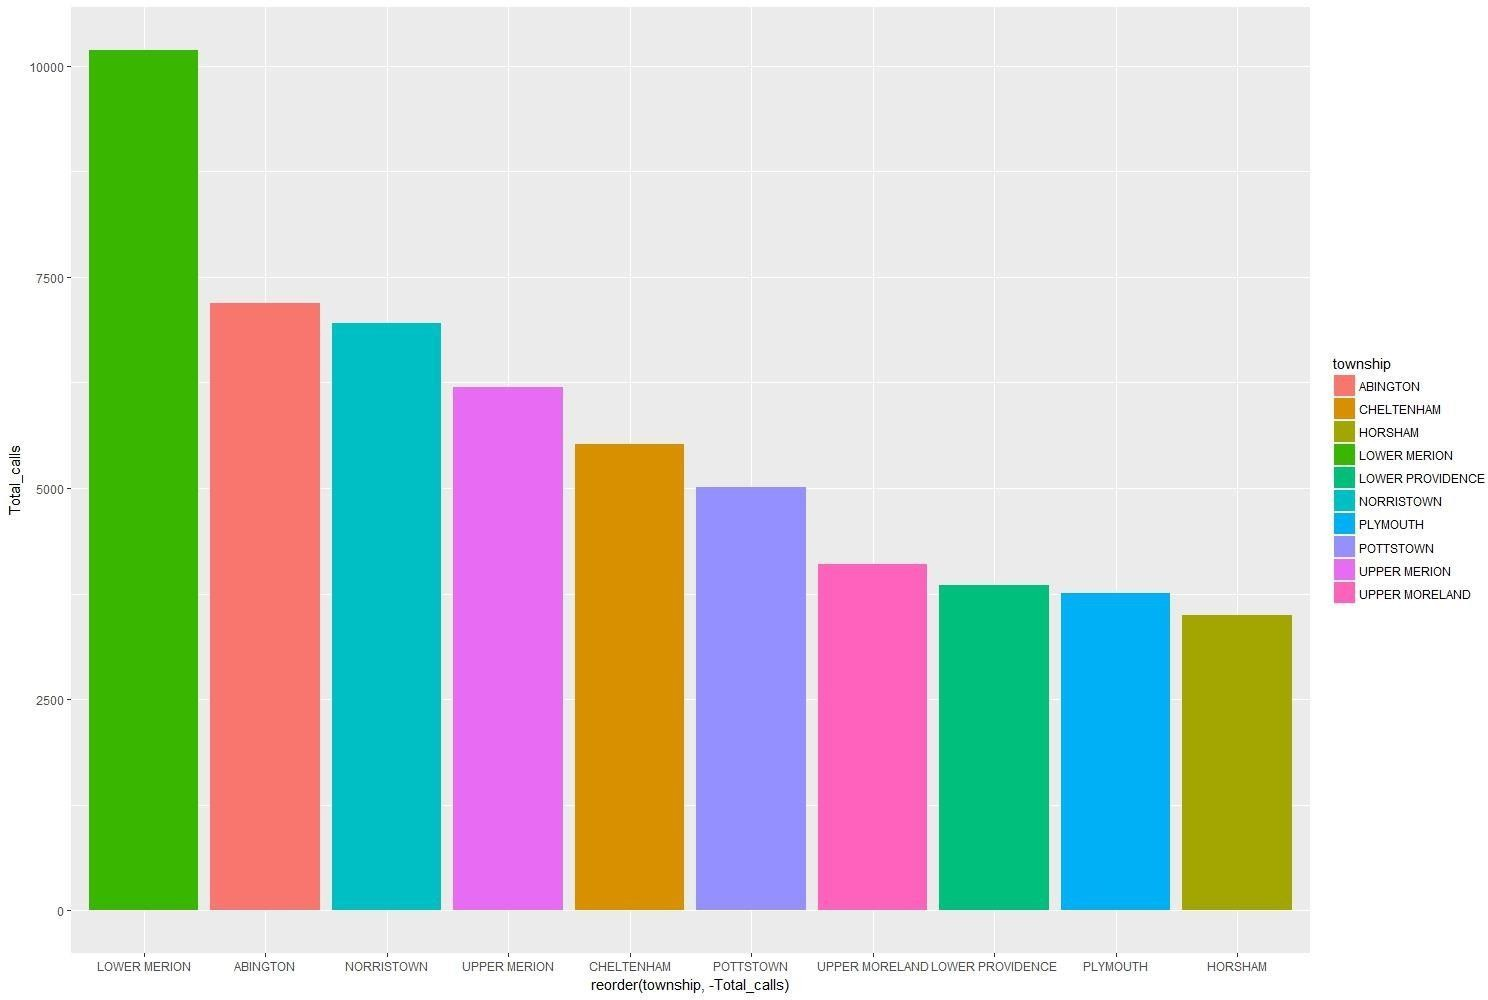 10000
7500
5000
2500
0
Total_calls
LOWER MERION
ABINGTON
NORRISTOWN
UPPER MERION
CHELTENHAM
POTTSTOWN
UPPER MORELAND
LOWER PROVIDENCE
PLYMOUTH
HORSHAM
reorder(township, -Total_calls)
township
ABINGTON
CHELTENHAM
HORSHAM
LOWER MERION
LOWER PROVIDENCE
NORRISTOWN
PLYMOUTH
POTTSTOWN
UPPER MERION
UPPER MORELAND